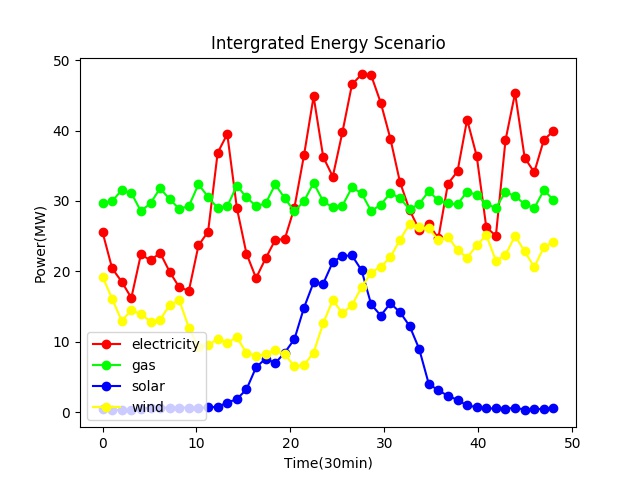 Intergrated Energy Scenario
Power(MW)
50
40
30
20
10
0
electricity
gas
solar
wind
0 10 20 30 40 50
Time(30min)